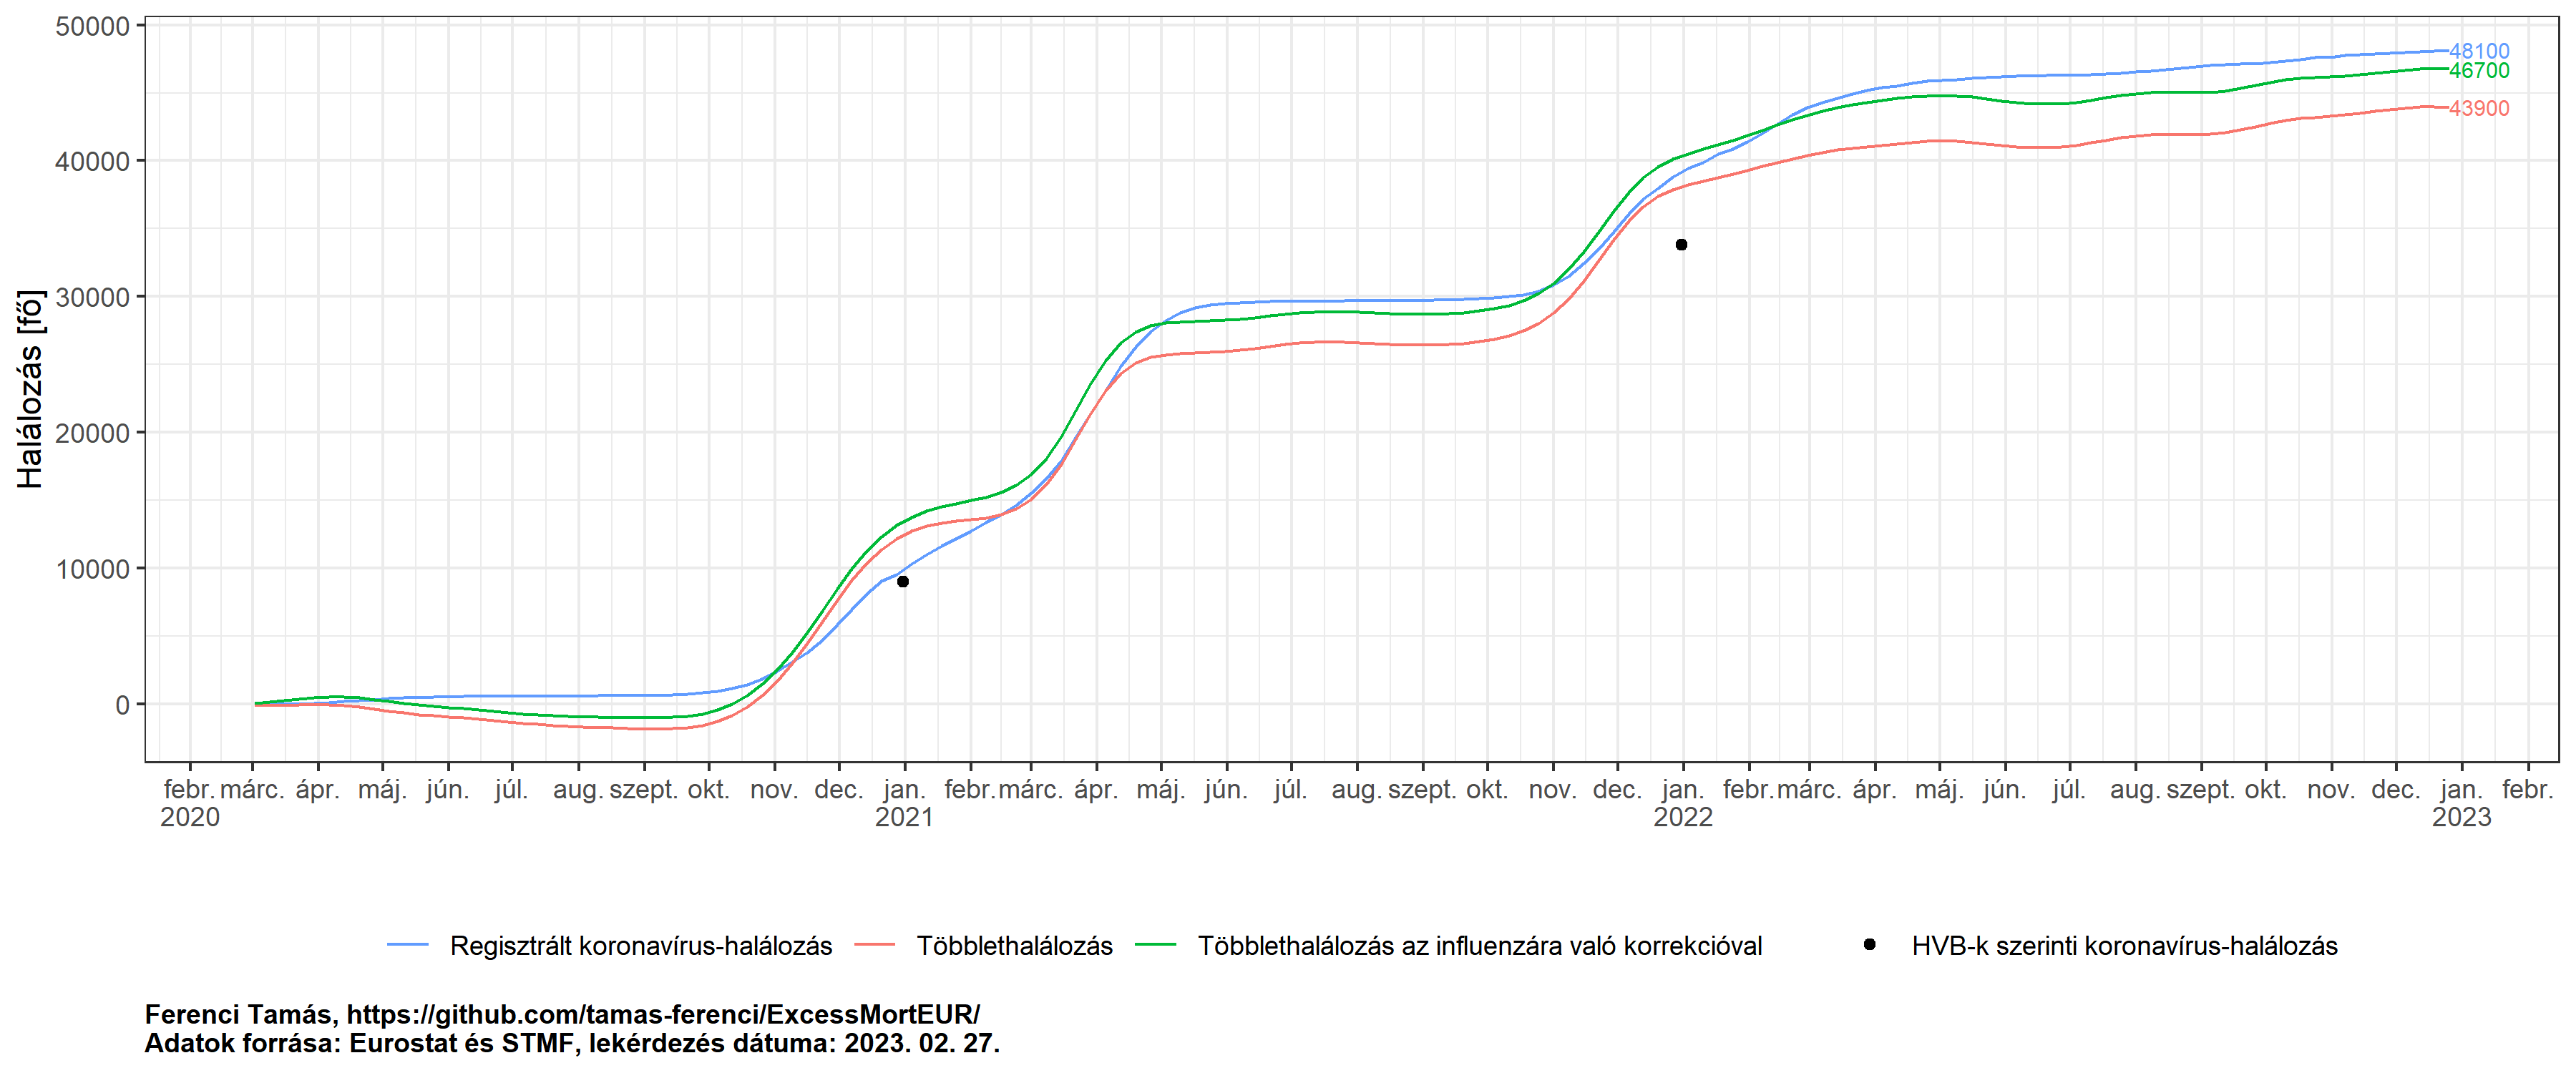 50000
40000
30000
20000
10000
0
Halálozás [fő]
48100
46700
43900
febr. márc. ápr. máj. jún. júl. aug. szept. okt. nov. dec. jan. febr. márc. ápr. máj. jún. júl. aug. szept. okt. nov. dec. jan. febr. márc. ápr. máj. jún. júl. aug. szept. okt. nov. dec. jan. febr.
2020 2021 2022 2023
Regisztrált koronavírus-halálozás Többlethalálozás Többlethalálozás az influenzára való korrekcióval HVB-k szerinti koronavírus-halálozás
Ferenci Tamás, https://github.com/tamas-ferenci/ExcessMortEUR/
Adatok forrása: Eurostat és STMF, lekérdezés dátuma: 2023. 02. 27.